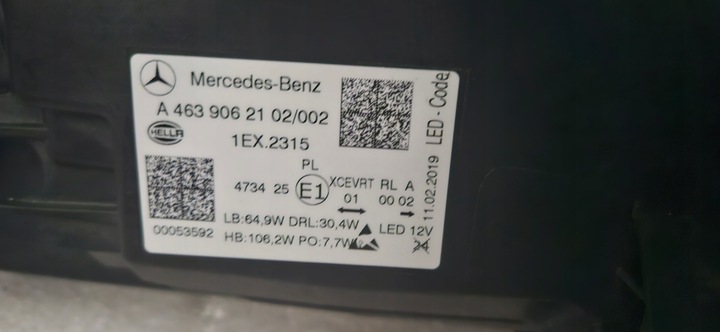 Mercedes-Benz
A 463 906 21 02/002
HELLA
1EX.2315
PL
4734 25 E1 XCEVRT RL A
01 00 02
LB:64,9W DRL:30,4W LED 12V
00053592 HB:106,2W PO:7,7W 24
11.02.2019 LED-Code